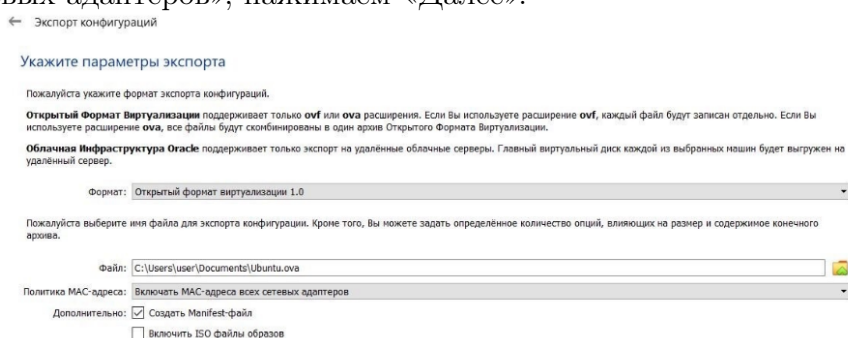 вых адаптеров», нажимаем «Далее».
← Экспорт конфигураций
Укажите параметры экспорта
Пожалуйста укажите формат экспорта конфигураций.
Открытый Формат Виртуализации поддерживает только ovf или ova расширения. Если Вы используете расширение ovf, каждый файл будут записан отдельно. Если Вы
используете расширение ova, все файлы будут скомбинированы в один архив Открытого Формата Виртуализации.
Облачная Инфраструктура Oracle поддерживает только экспорт на удалённые облачные серверы. Главный виртуальный диск каждой из выбранных машин будет выгружен на
удалённый сервер.
Формат: Открытый формат виртуализации 1.0
Пожалуйста выберите имя файла для экспорта конфигурации. Кроме того, Вы можете задать определённое количество опций, влияющих на размер и содержимое конечного
архива.
Файл: C:\Users\user\Documents\Ubuntu.ova
Политика MAC-адреса: Включать MAC-адреса всех сетевых адаптеров
Дополнительно: Создать Manifest-файл
Включить ISO файлы образов